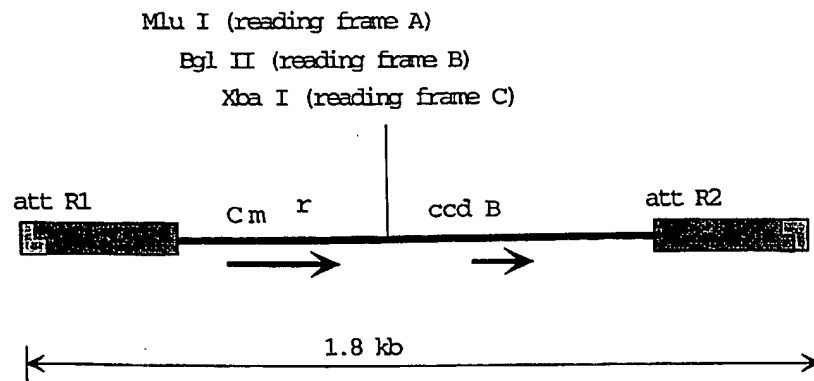 Mlu I (reading frame A)
Bgl II (reading frame B)
Xba I (reading frame C)
att R1 Cm r ccd B att R2
1.8 kb